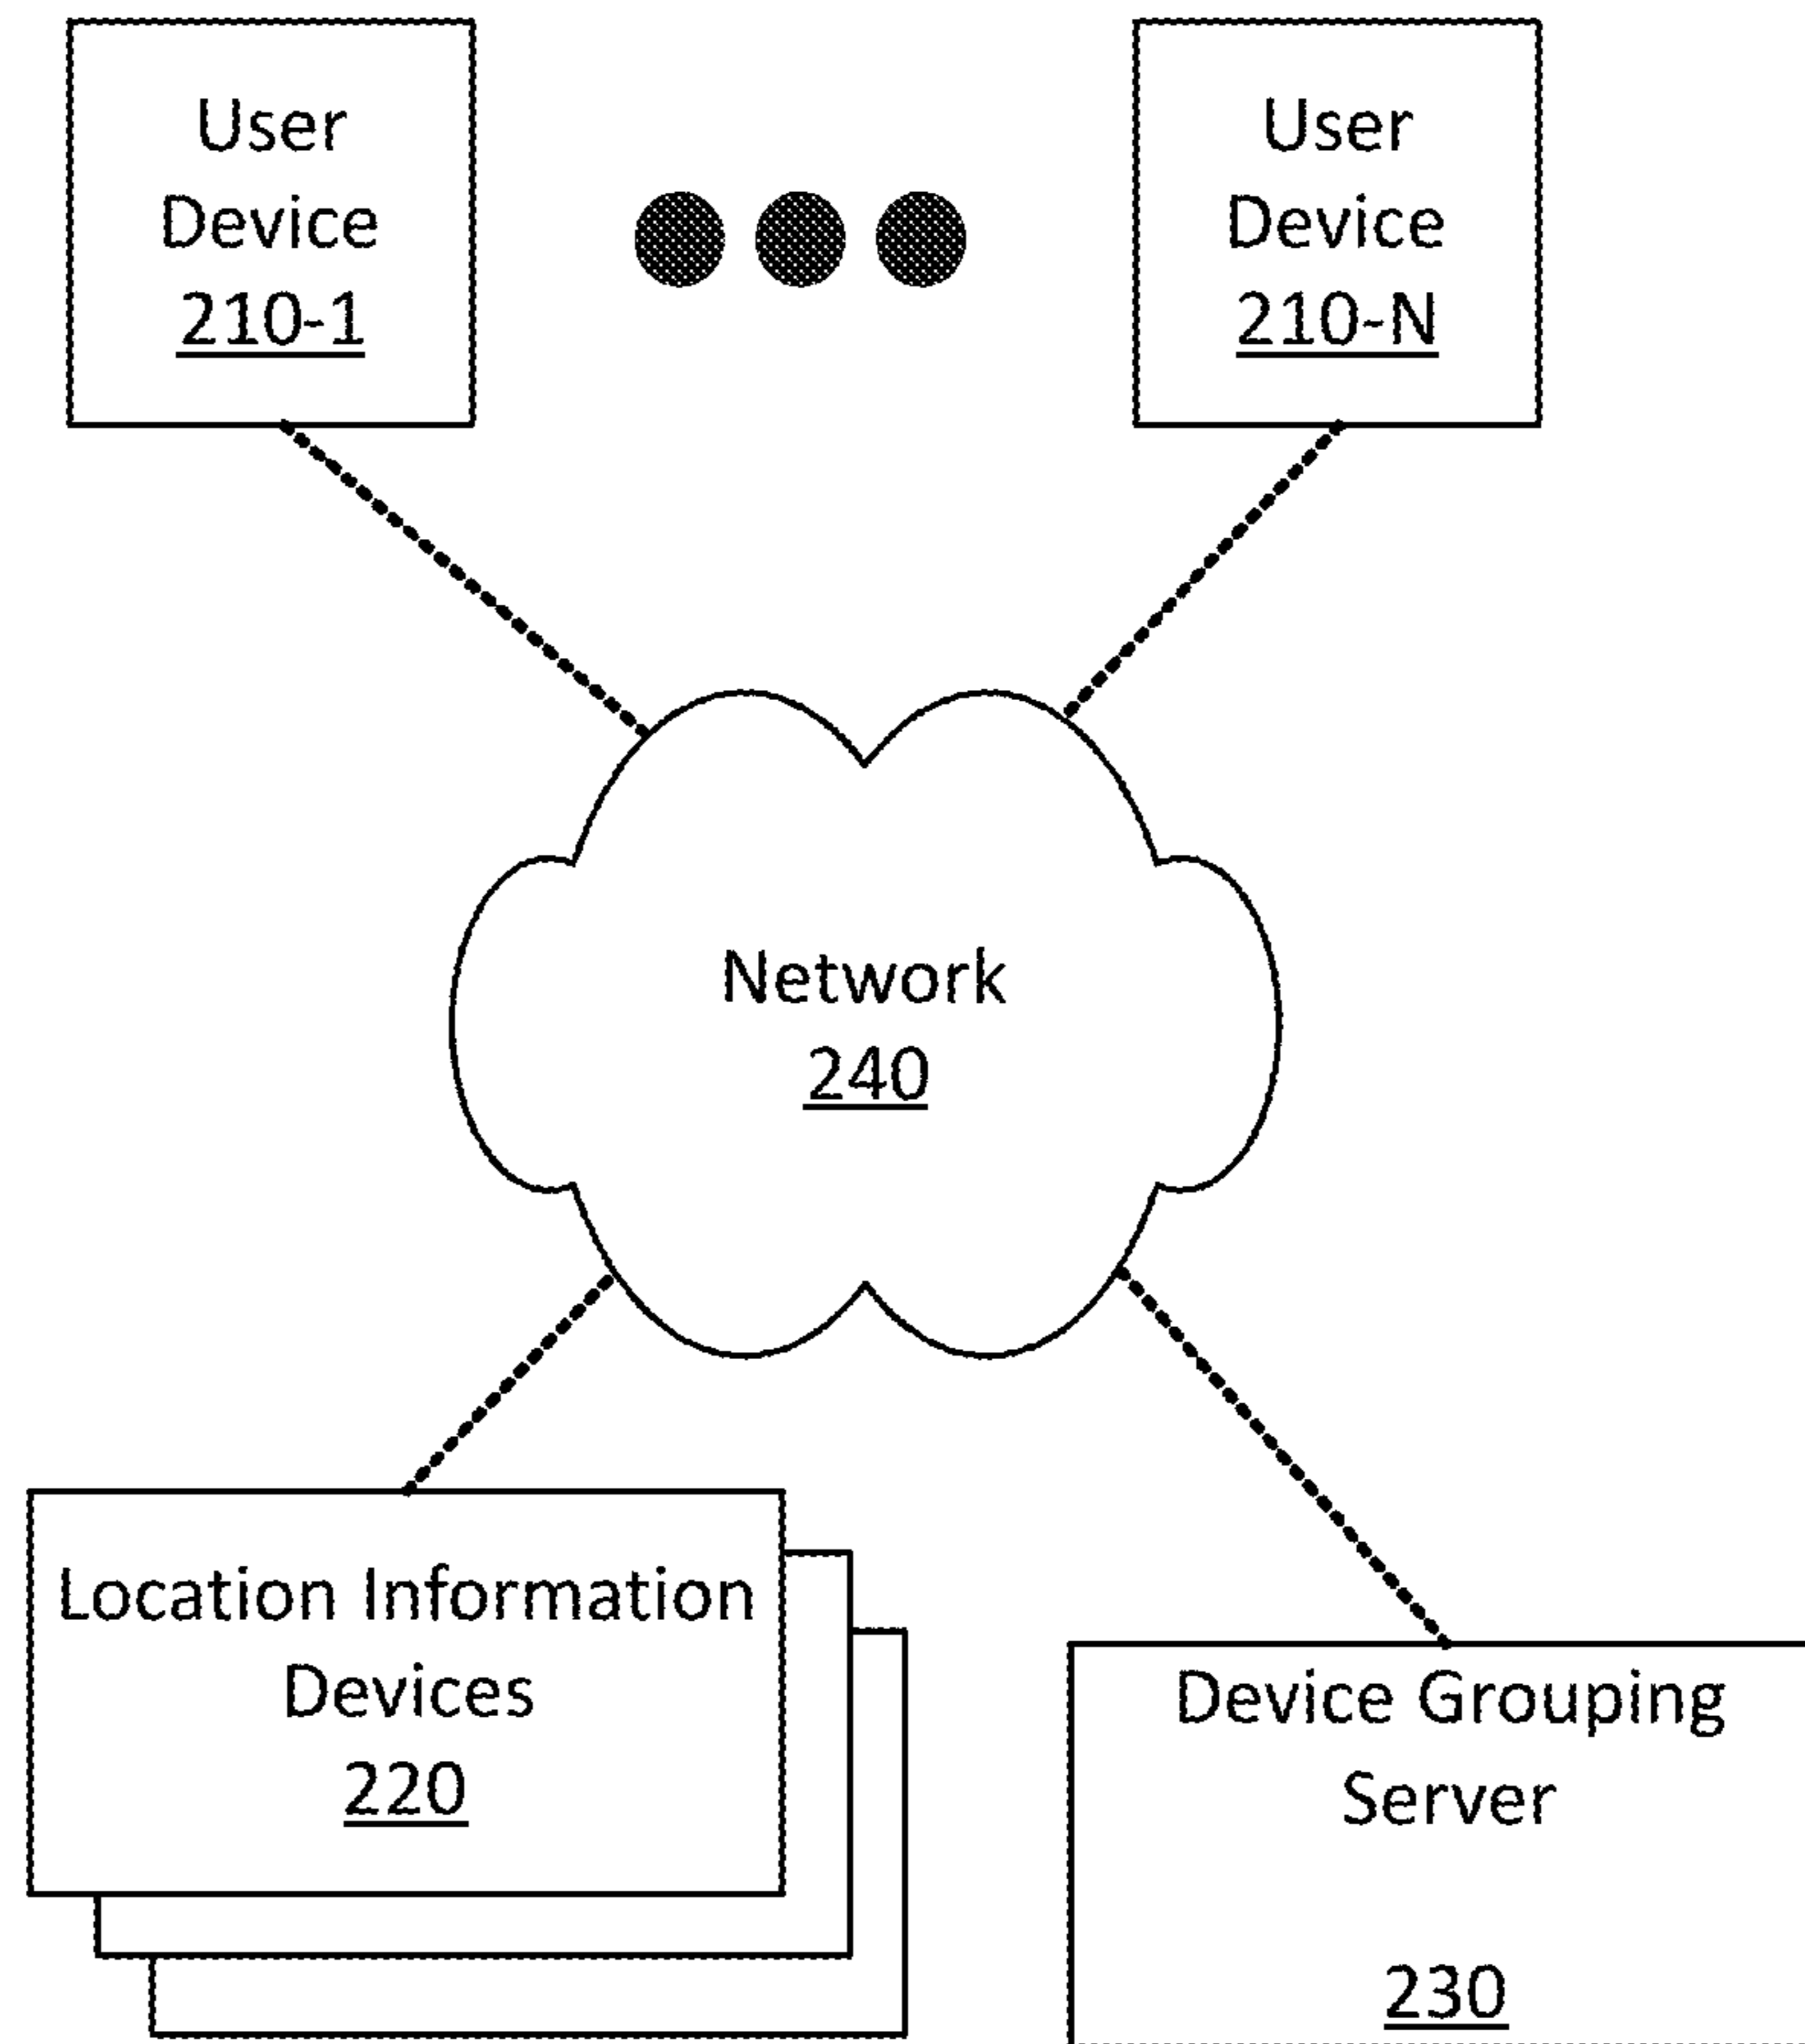 User
Device
210-1
User
Device
210-N
Network
240
Location Information
Devices
220
Device Grouping
Server
230